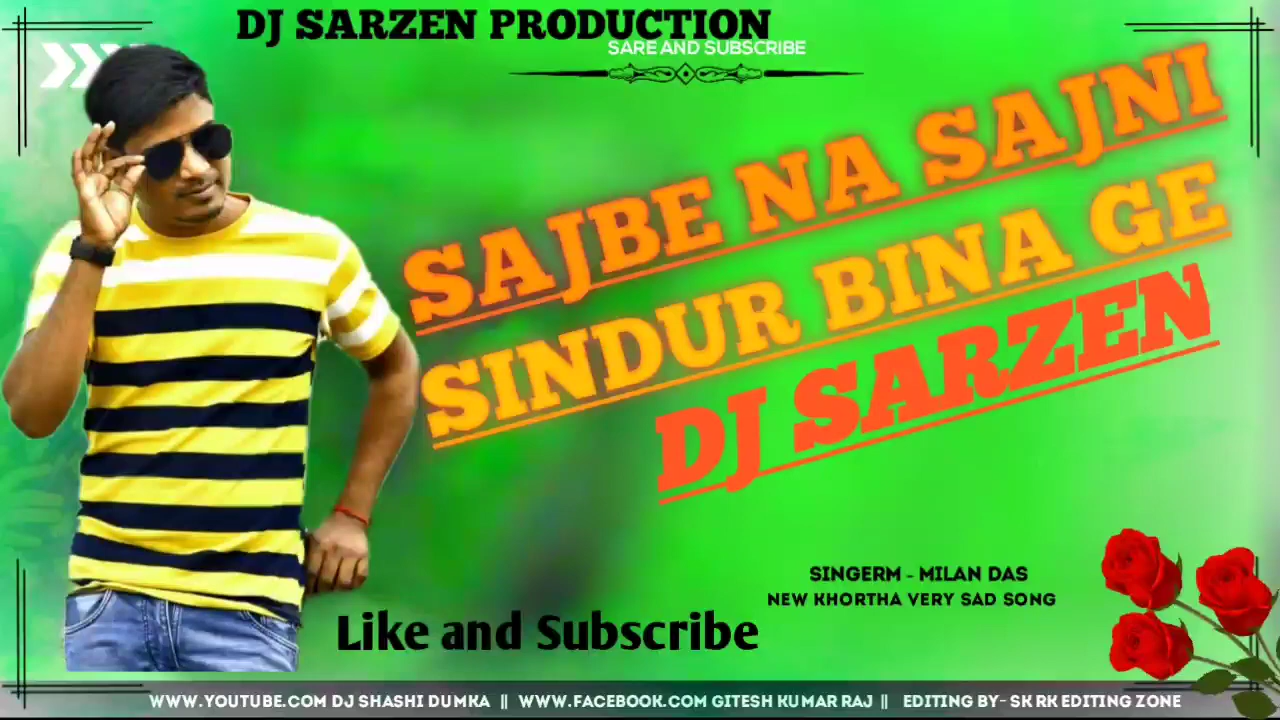 DJ SARZEN PRODUCTION
SARE AND SUBSCRIBE
SAJBE NA SAJNI
SINDUR BINA GE
DJ SARZEN
SINGERM - MILAN DAS
NEW KHORTHA VERY SAD SONG
Like and Subscribe
WWW.YOUTUBE.COM DJ SHASHI DUMKA || WWW.FACEBOOK.COM GITESH KUMAR RAJ || EDITING BY- SK RK EDITING ZONE